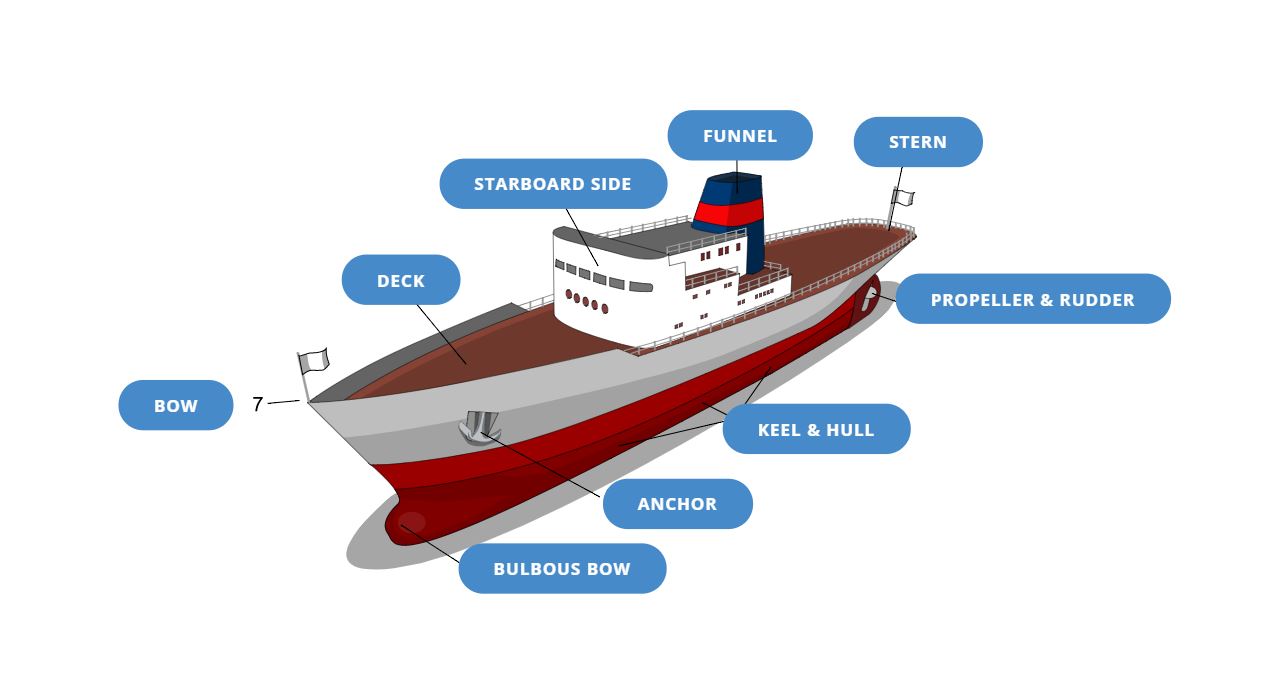 FUNNEL
STERN
STARBOARD SIDE
DECK
PROPELLER & RUDDER
BOW
7
KEEL & HULL
ANCHOR
BULBOUS BOW